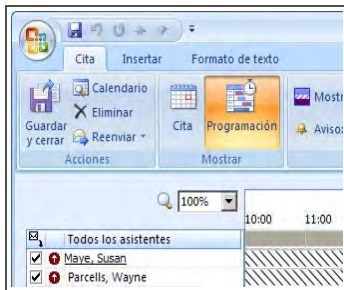 Cita Insertar Formato de texto
Guardar y cerrar
Calendario
Eliminar
Reenviar
Cita
Programación
Mostr
Aviso
Acciones Mostrar
100%
10:00 11:00
Todos los asistentes
Maye, Susan
Parcells, Wayne